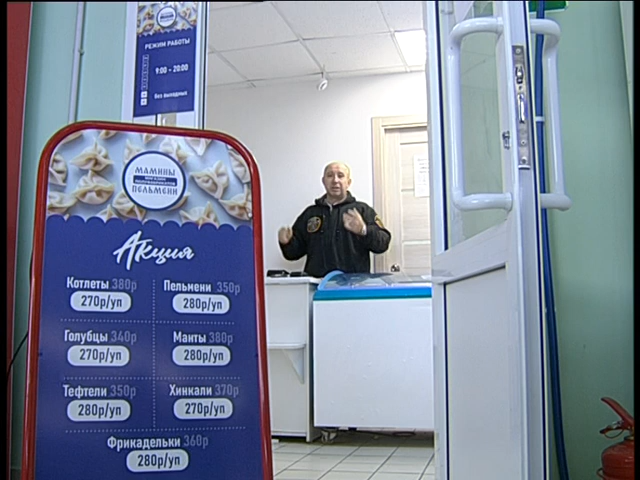 РЕЖИМ РАБОТЫ
9:00 - 20:00
Без выходных
МАМИНЫ
ПЕЛЬМЕНИ
Акция
Котлеты 380р
270р/уп
Пельмени 350р
280р/уп
Голубцы 340р
270р/уп
Манты 380р
280р/уп
Тефтели 350р
280р/уп
Хинкали 370р
270р/уп
Фрикадельки 360р
280р/уп